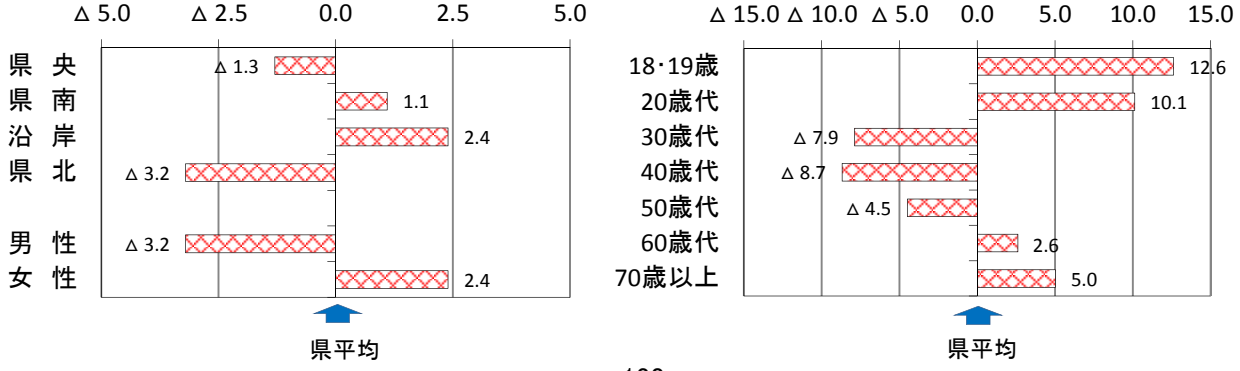 △ 5.0 △ 2.5 0.0 2.5 5.0
県 央 △ 1.3
県 南 1.1
沿 岸 2.4
県 北 △ 3.2
男 性 △ 3.2
女 性 2.4
県平均
△ 15.0 △ 10.0 △ 5.0 0.0 5.0 10.0 15.0
18･19歳 12.6
20歳代 10.1
30歳代 △ 7.9
40歳代 △ 8.7
50歳代 △ 4.5
60歳代 2.6
70歳以上 5.0
県平均